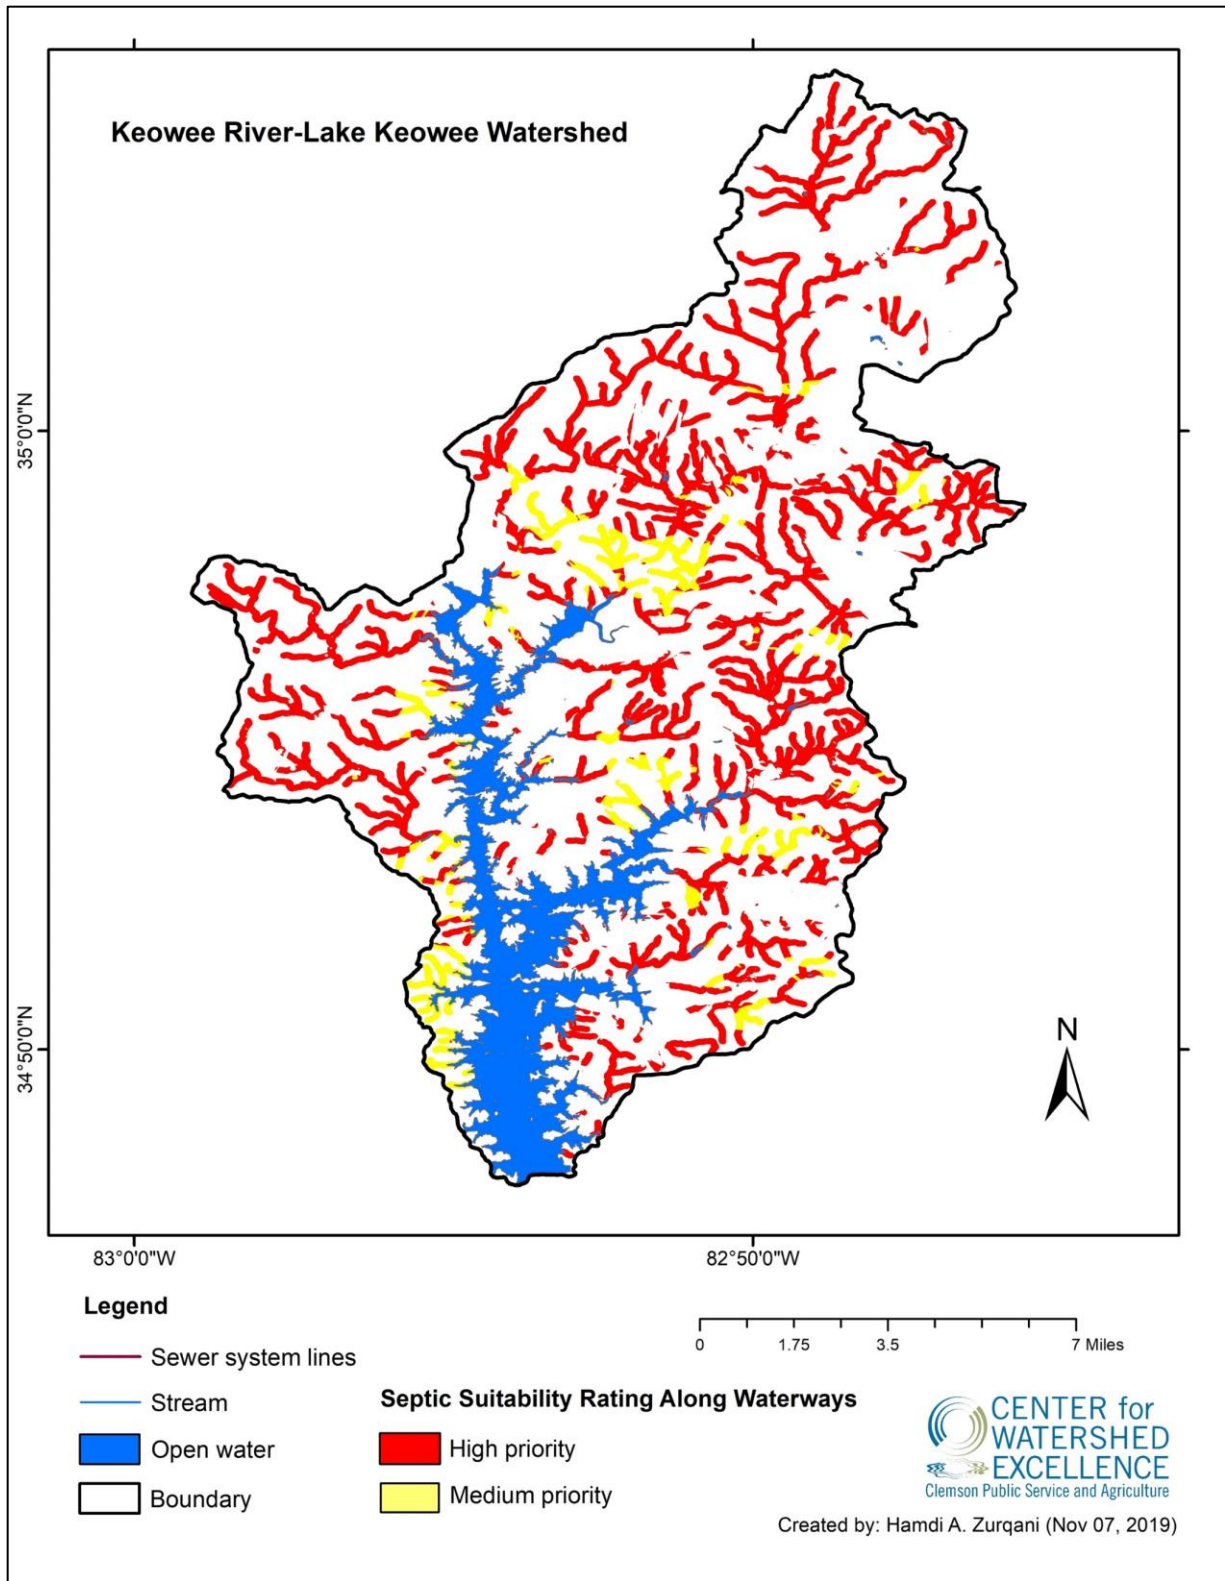 Keowee River-Lake Keowee Watershed
35°0'0"N
34°50'0"N
83°0'0"W
82°50'0"W
N
Legend
Sewer system lines
Stream
Open water
Boundary
Septic Suitability Rating Along Waterways
High priority
Medium priority
0 1.75 3.5 7 Miles
CENTER for
WATERSHED
EXCELLENCE
Clemson Public Service and Agriculture
Created by: Hamdi A. Zurqani (Nov 07, 2019)